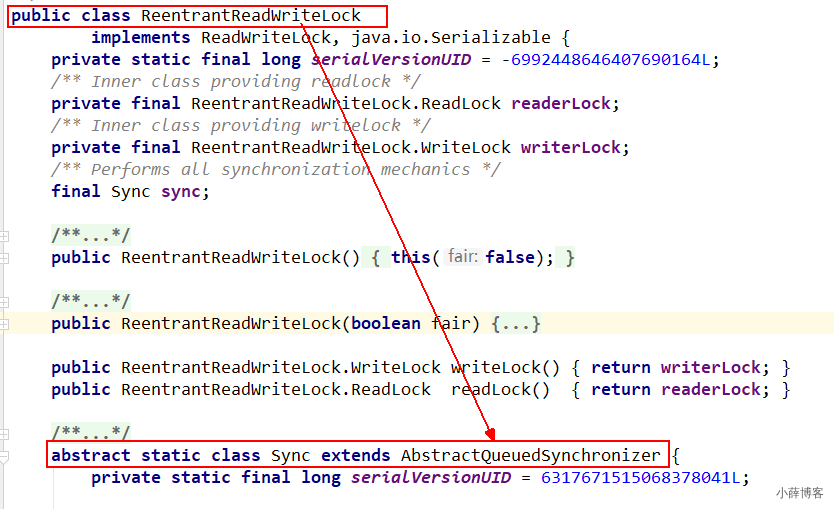 public class ReentrantReadWriteLock
        implements ReadWriteLock, java.io.Serializable {
    private static final long serialVersionUID = -6992448646407690164L;
    /** Inner class providing readlock */
    private final ReentrantReadWriteLock.ReadLock readerLock;
    /** Inner class providing writelock */
    private final ReentrantReadWriteLock.WriteLock writerLock;
    /** Performs all synchronization mechanics */
    final Sync sync;
    /**...*/
    public ReentrantReadWriteLock() { this( fair: false); }
    /**...*/
    public ReentrantReadWriteLock(boolean fair) {...}
    public ReentrantReadWriteLock.WriteLock writeLock() { return writerLock; }
    public ReentrantReadWriteLock.ReadLock  readLock()  { return readerLock; }
    /**...*/
    abstract static class Sync extends AbstractQueuedSynchronizer {
        private static final long serialVersionUID = 6317671515068378041L;
小薛博客